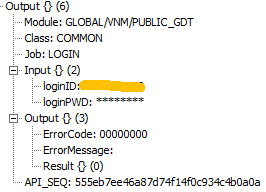 Output {} (6)
Module: GLOBAL/VNM/PUBLIC_GDT
Class: COMMON
Job: LOGIN
Input {} (2)
loginID:
loginPWD: ********
Output {} (3)
ErrorCode: 00000000
ErrorMessage:
Result {} (0)
API_SEQ: 555eb7ee46a87d74f14f0c934c4b0a0a